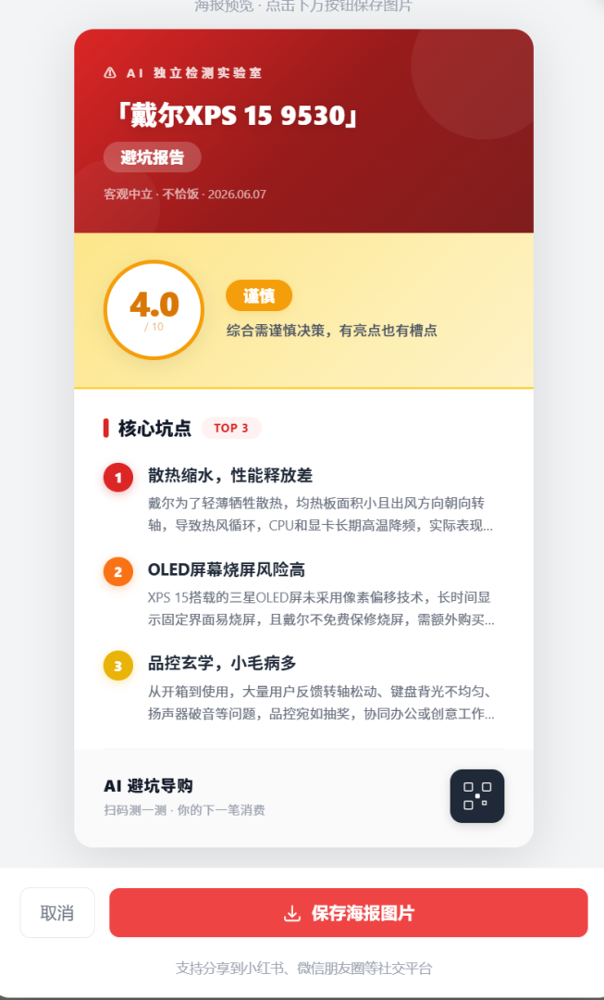 海报预览 · 点击下方按钮保存图片
AI 独立检测实验室
「戴尔XPS 15 9530」
避坑报告
客观中立 · 不恰饭 · 2026.06.07
4.0
/ 10
谨慎
综合需谨慎决策，有亮点也有槽点
核心坑点
TOP 3
1
散热缩水，性能释放差
戴尔为了轻薄牺牲散热，均热板面积小且出风方向朝向转
轴，导致热风循环，CPU和显卡长期高温降频，实际表现...
2
OLED屏幕烧屏风险高
XPS 15搭载的三星OLED屏未采用像素偏移技术，长时间显
示固定界面易烧屏，且戴尔不免费保修烧屏，需额外购买...
3
品控玄学，小毛病多
从开箱到使用，大量用户反馈转轴松动、键盘背光不均匀、
扬声器破音等问题，品控宛如抽奖，协同办公或创意工作...
AI 避坑导购
扫码测一测 · 你的下一笔消费
取消
保存海报图片
支持分享到小红书、微信朋友圈等社交平台